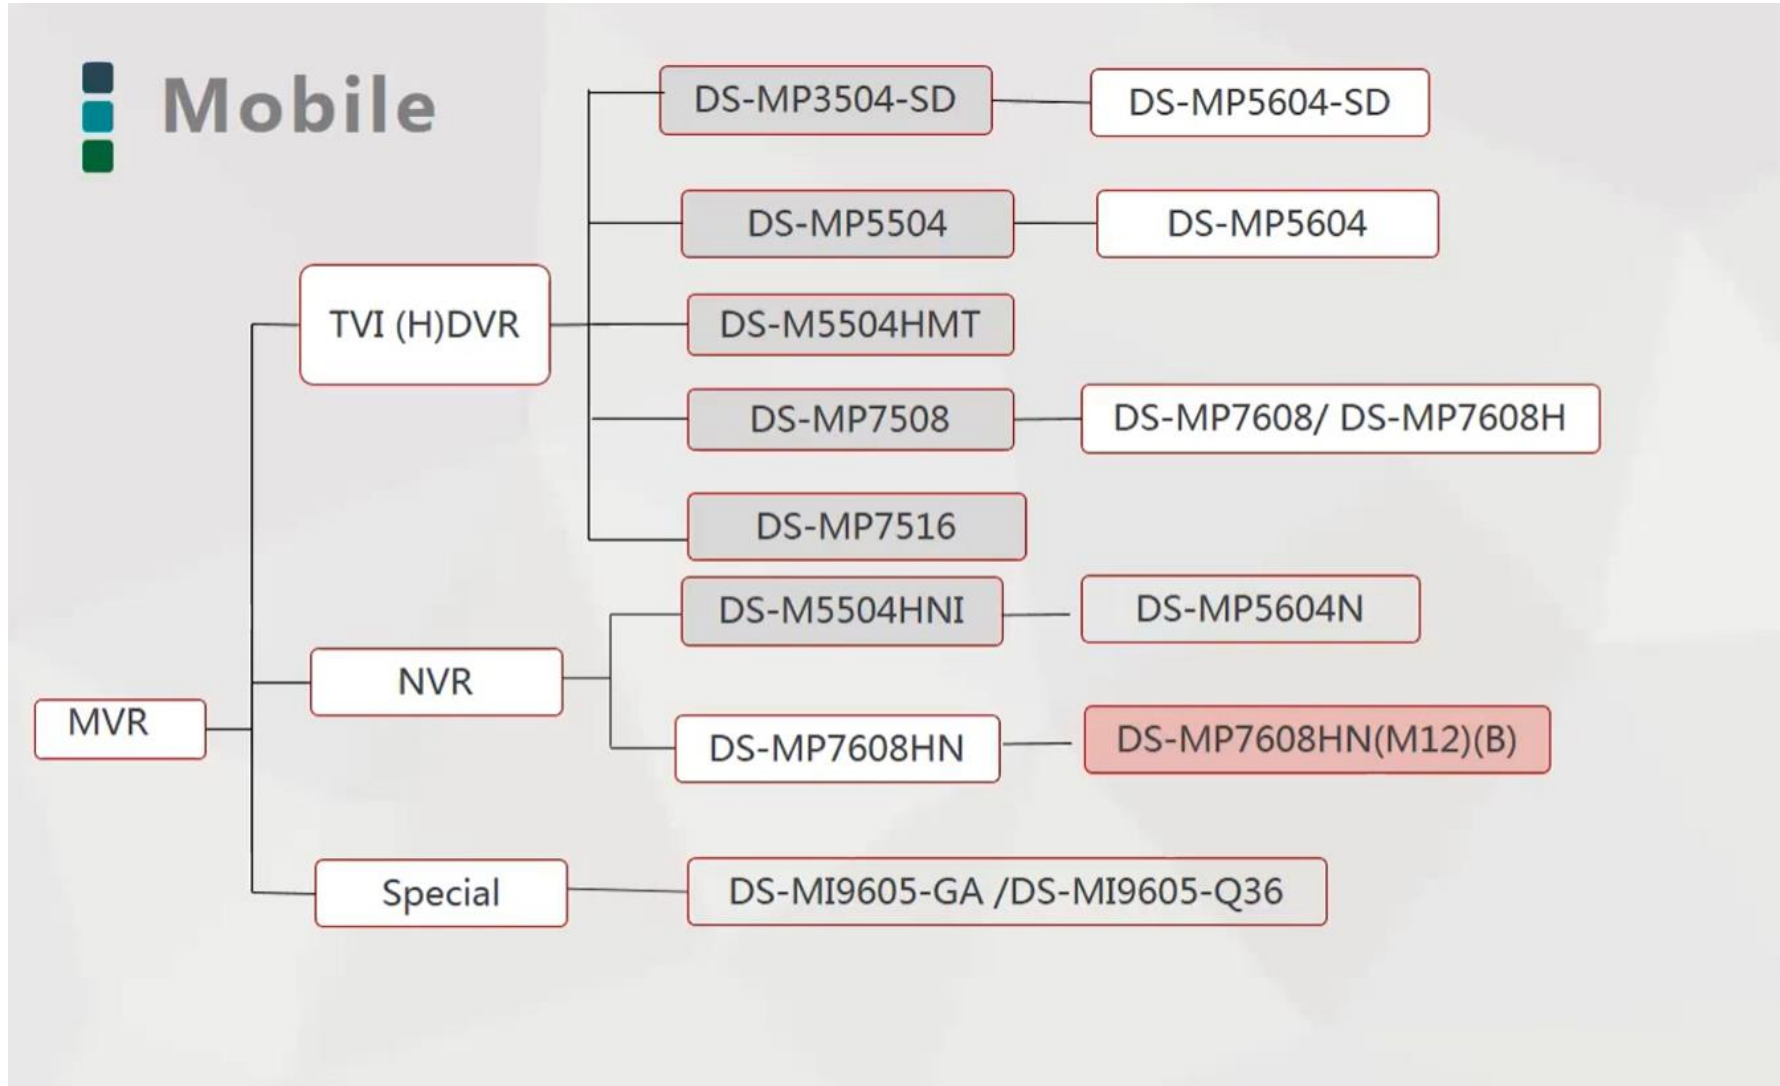 Mobile
DS-MP3504-SD
DS-MP5604-SD
DS-MP5504
DS-MP5604
TVI (H)DVR
DS-M5504HMT
DS-MP7508
DS-MP7608/ DS-MP7608H
DS-MP7516
DS-M5504HNI
DS-MP5604N
NVR
MVR
DS-MP7608HN
DS-MP7608HN(M12)(B)
Special
DS-MI9605-GA /DS-MI9605-Q36